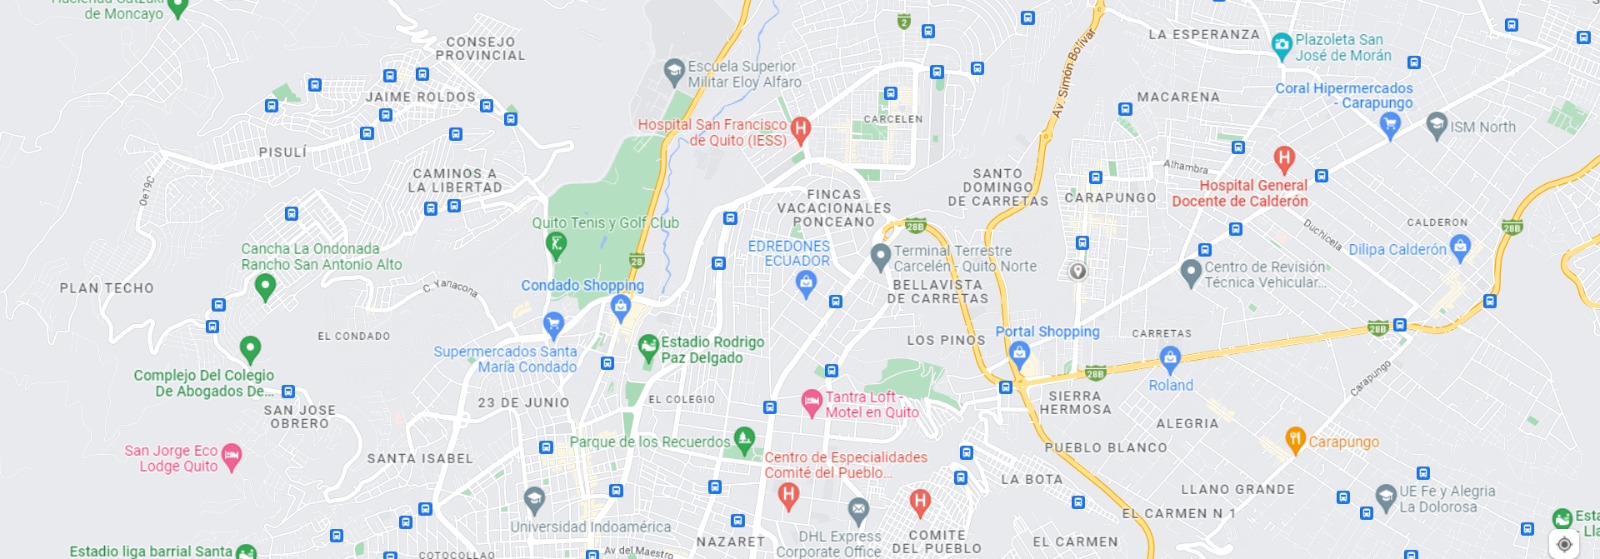 Hacienda Catzuki
de Moncayo
CONSEJO
PROVINCIAL
Escuela Superior
Militar Eloy Alfaro
2
Av. Simón Bolívar
LA ESPERANZA
Plazoleta San
José de Morán
JAIME ROLDOS
MACARENA
Coral Hipermercados
- Carapungo
ISM North
Hospital San Francisco
de Quito (IESS)
CARCELEN
PISULÍ
CAMINOS A
LA LIBERTAD
Oe79C
SANTO
DOMINGO
DE CARRETAS
Alhambra
CARAPUNGO
Hospital General
Docente de Calderón
FINCAS
VACACIONALES
PONCEANO
Quito Tenis y Golf Club
28B
28B
CALDERON
Duchicela
Cancha La Ondonada
Rancho San Antonio Alto
28
EDREDONES
ECUADOR
Terminal Terrestre
Carcelén - Quito Norte
Dilipa Calderón
Centro de Revisión
Técnica Vehicular...
PLAN TECHO
C. Yanacona
Condado Shopping
BELLAVISTA
DE CARRETAS
EL CONDADO
Supermercados Santa
María Condado
Estadio Rodrigo
Paz Delgado
LOS PINOS
Portal Shopping
CARRETAS
28B
28B
Roland
Carapungo
Complejo Del Colegio
De Abogados De...
SAN JOSE
OBRERO
23 DE JUNIO
EL COLEGIO
Tantra Loft -
Motel en Quito
SIERRA
HERMOSA
ALEGRIA
Carapungo
Parque de los Recuerdos
PUEBLO BLANCO
San Jorge Eco
Lodge Quito
SANTA ISABEL
Centro de Especialidades
Comité del Pueblo...
LA BOTA
LLANO GRANDE
UE Fe y Alegria
La Dolorosa
EL CARMEN N 1
Universidad Indoamérica
DHL Express
Corporate Office
COMITE
DEL PUEBLO
NAZARET
EL CARMEN
Estadio liga barrial Santa
COTOCOLLAO
Av del Maestro
Esta
Lla